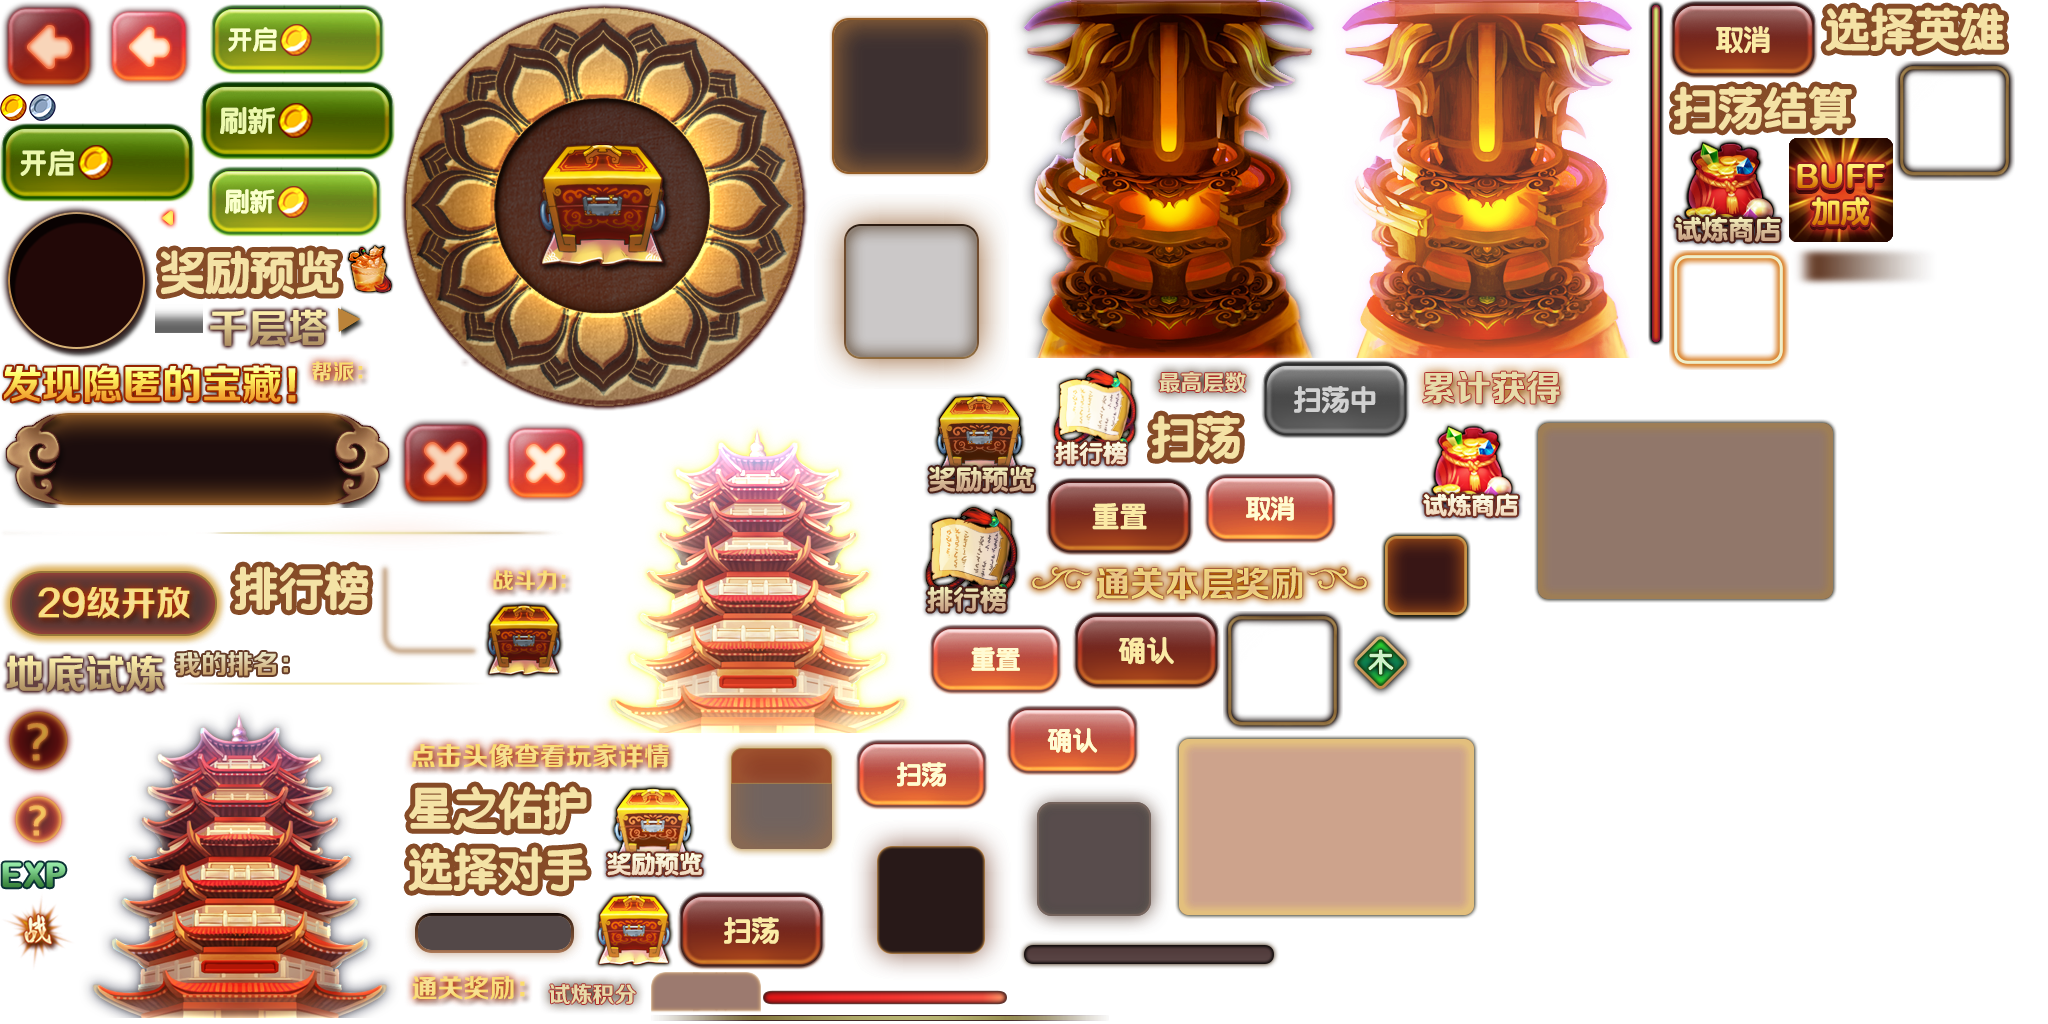 开启
刷新
开启
刷新
奖励预览
千层塔
发现隐匿的宝藏!
帮派:
29级开放
排行榜
战斗力:
地底试炼
我的排名:
?
?
EXP
战
点击头像查看玩家详情
星之佑护
选择对手
奖励预览
扫荡
通关奖励:
试炼积分
取消
选择英雄
扫荡结算
试炼商店
BUFF
加成
奖励预览
排行榜
最高层数
扫荡
扫荡中
累计获得
试炼商店
重置
取消
排行榜
通关本层奖励
重置
确认
木
确认
扫荡